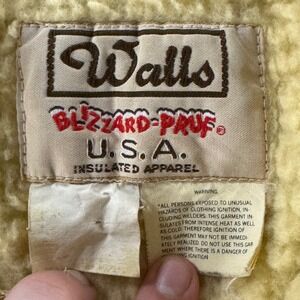 Walls
BLIZZARD-PRUF®
U.S.A.
INSULATED APPAREL
WARNING
"ALL PERSONS EXPOSED TO UNUSUAL
HAZARDS OF CLOTHING IGNITION, IN-
CLUDING WELDERS: THIS GARMENT IN-
SULATES FROM INTENSE HEAT AS WELL
AS COLD: THEREFORE IGNITION OF
THIS GARMENT MAY NOT BE IMMEDI-
ATELY REALIZED. DO NOT USE THIS GAR-
MENT WHERE THERE IS A DANGER OF
IGNITION